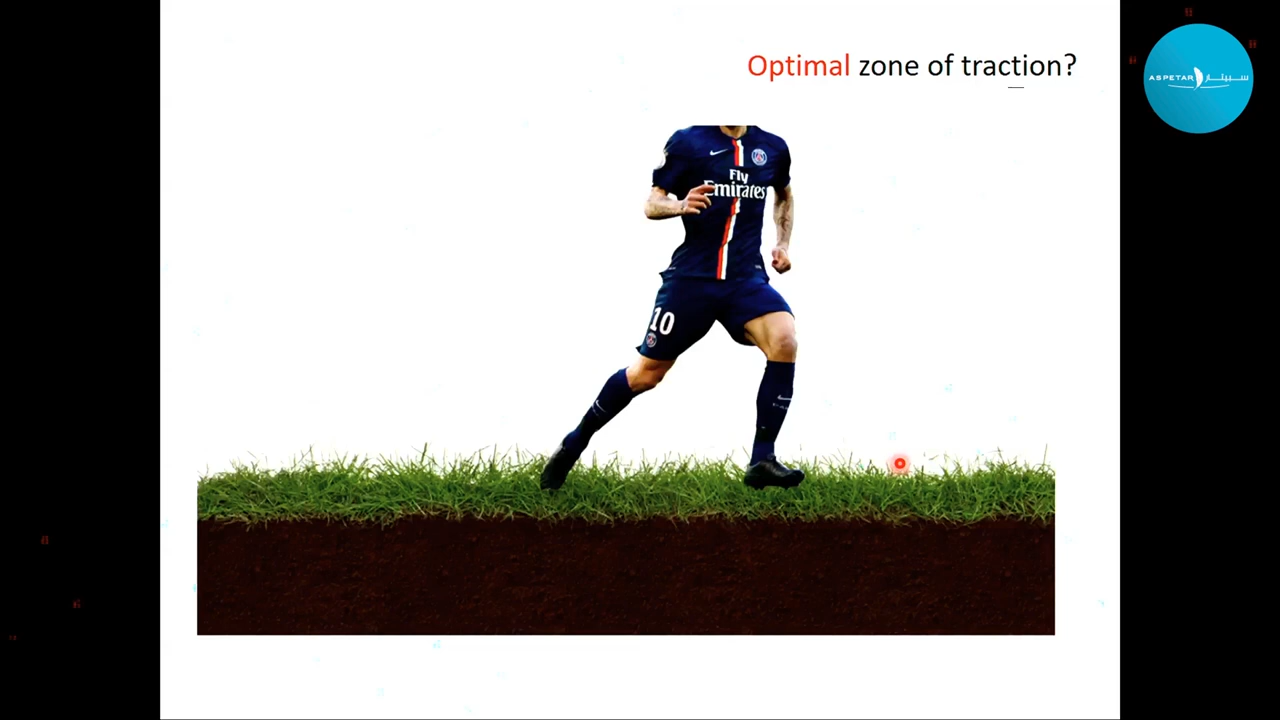 Optimal zone of traction?
ASPETAR سبيتار
Fly
Emirates
10